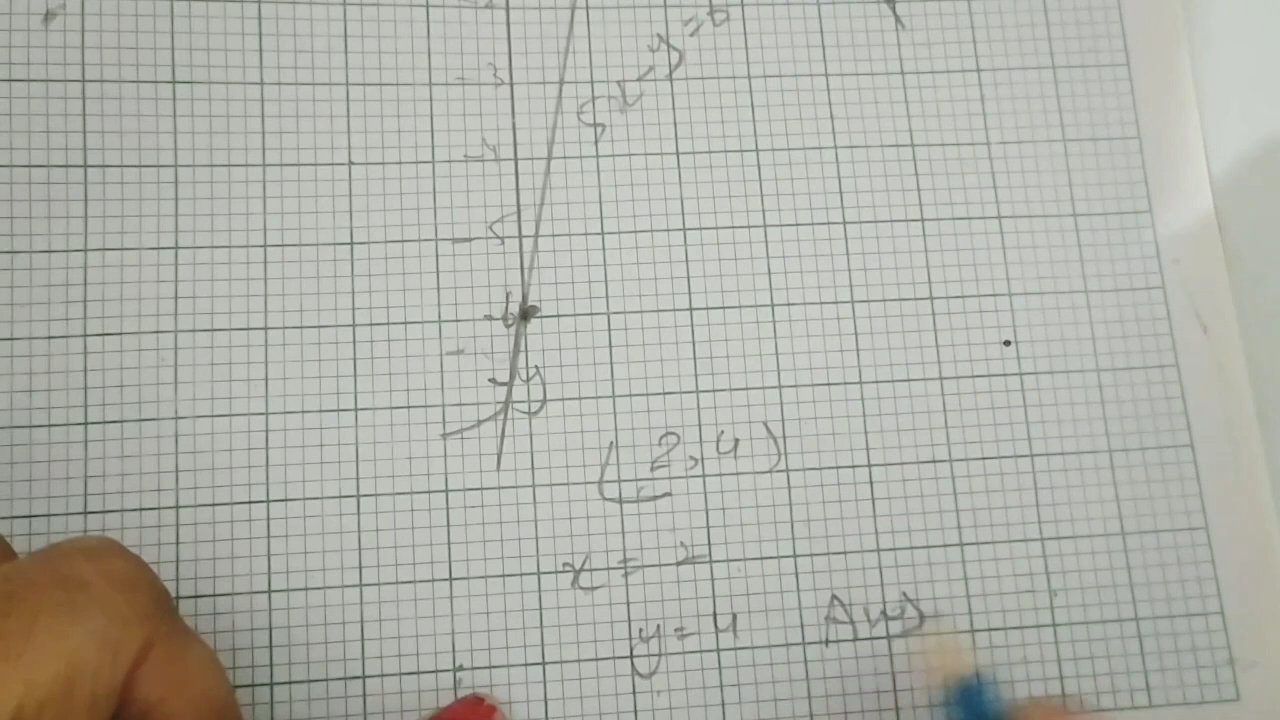 -3
5x-y=6
-4
-5
-6
-y
(2,4)
x = 2
y = 4 Ans